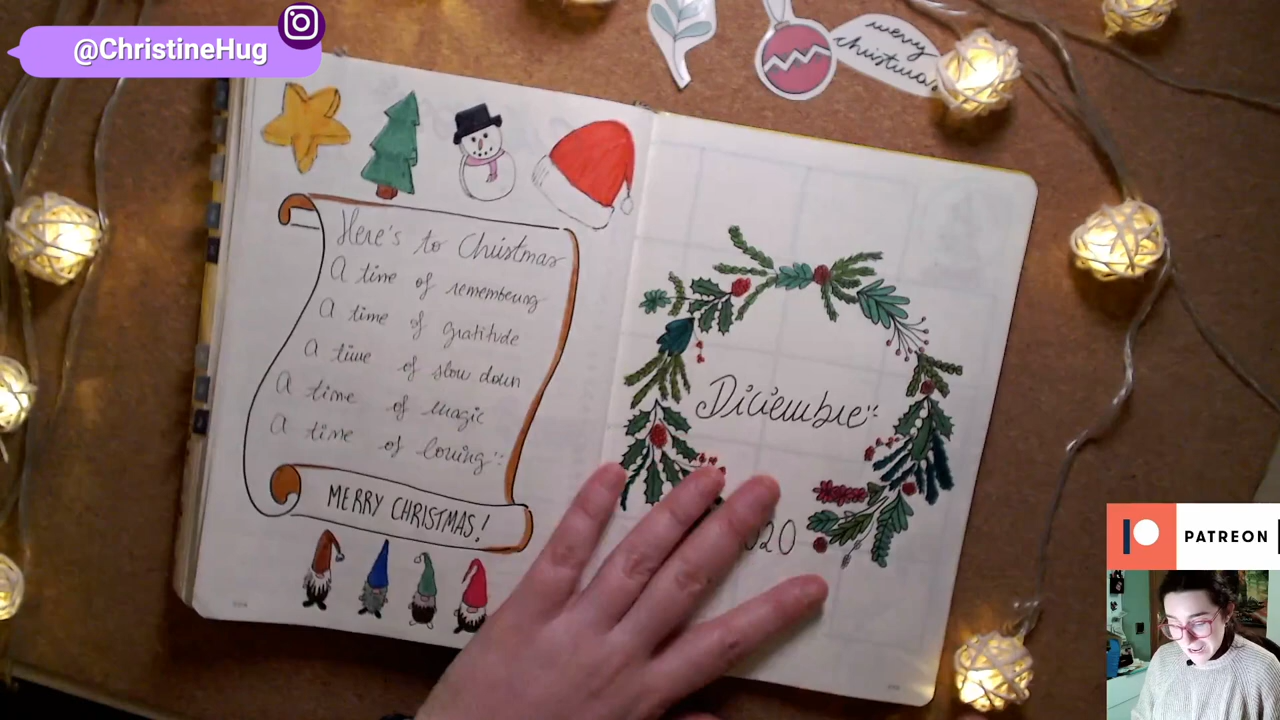 @ChristineHug
merry
christmas
Here's to Christmas
A time of remembering
A time of gratitude
A time of slow down
A time of magic
A time of loving
MERRY CHRISTMAS!
Diciembre
020
PATREON